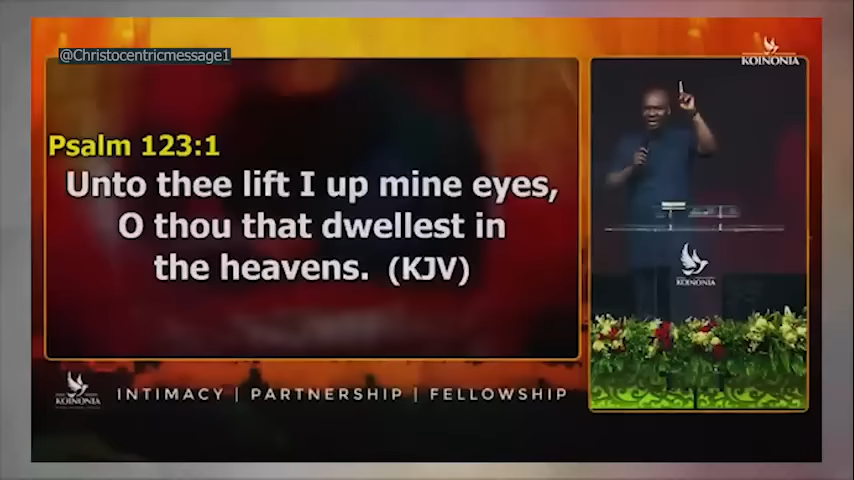 @Christocentricmessage1
KOINONIA
Psalm 123:1
Unto thee lift I up mine eyes,
O thou that dwellest in
the heavens. (KJV)
KOINONIA
KOINONIA
INTIMACY | PARTNERSHIP | FELLOWSHIP